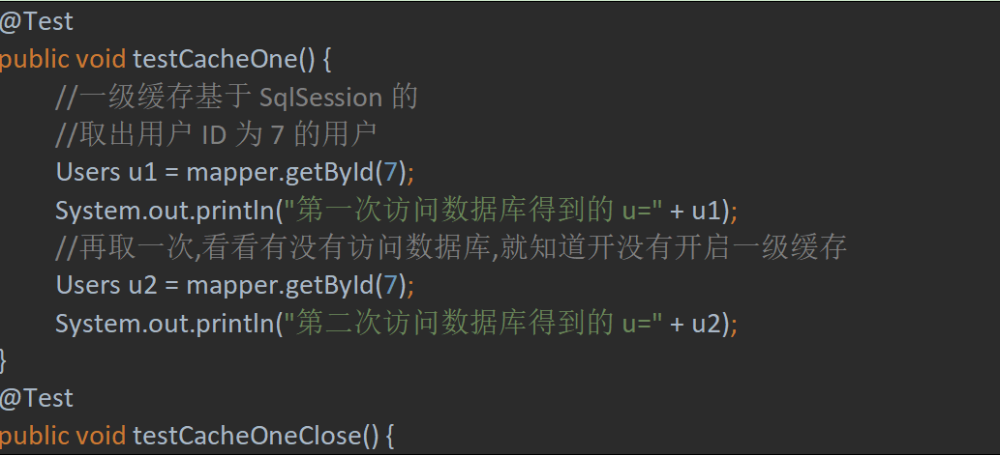 @Test
public void testCacheOne() {
//一级缓存基于 SqlSession 的
//取出用户 ID 为 7 的用户
Users u1 = mapper.getById(7);
System.out.println("第一次访问数据库得到的 u=" + u1);
//再取一次,看看有没有访问数据库,就知道开没有开启一级缓存
Users u2 = mapper.getById(7);
System.out.println("第二次访问数据库得到的 u=" + u2);
}
@Test
public void testCacheOneClose() {